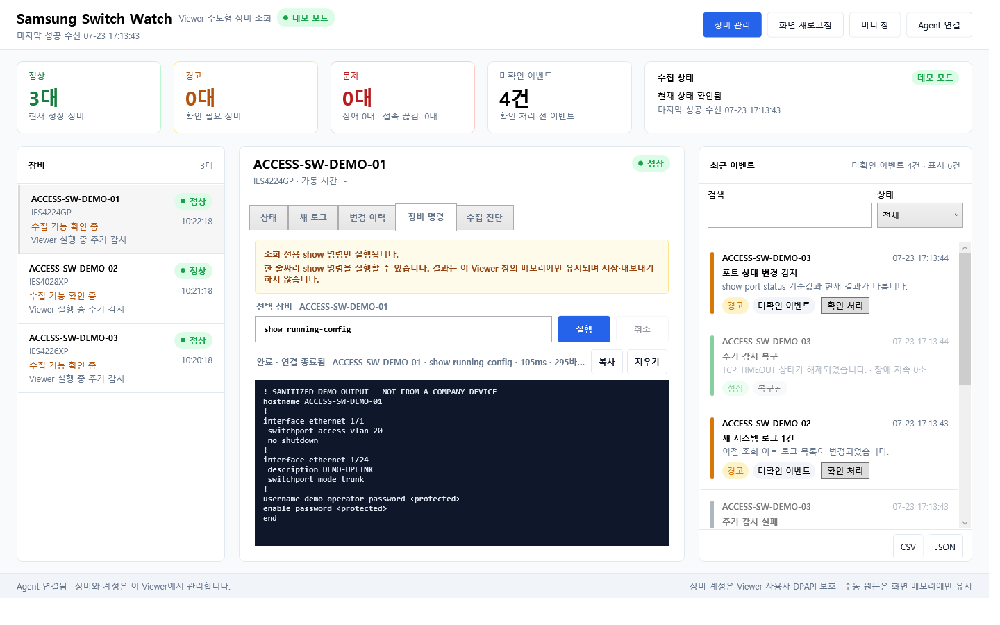 Samsung Switch Watch Viewer 주도형 장비 조회 ● 데모 모드
마지막 성공 수신 07-23 17:13:43
장비 관리 화면 새로고침 미니 창 Agent 연결
정상
3대
현재 정상 장비
경고
0대
확인 필요 장비
문제
0대
장애 0대 · 접속 끊김 0대
미확인 이벤트
4건
확인 처리 전 이벤트
수집 상태 데모 모드
현재 상태 확인됨
마지막 성공 수신 07-23 17:13:43
장비 3대
ACCESS-SW-DEMO-01 ● 정상
IES4224GP 10:22:18
수집 기능 확인 중
Viewer 실행 중 주기 감시
ACCESS-SW-DEMO-02 ● 정상
IES4028XP 10:21:18
수집 기능 확인 중
Viewer 실행 중 주기 감시
ACCESS-SW-DEMO-03 ● 정상
IES4226XP 10:20:18
수집 기능 확인 중
Viewer 실행 중 주기 감시
ACCESS-SW-DEMO-01 ● 정상
IES4224GP · 가동 시간 -
상태 새 로그 변경 이력 장비 명령 수집 진단
조회 전용 show 명령만 실행됩니다.
한 줄짜리 show 명령을 실행할 수 있습니다. 결과는 이 Viewer 창의 메모리에만 유지되며 저장·내보내기
하지 않습니다.
선택 장비 ACCESS-SW-DEMO-01
show running-config 실행 취소
완료 · 연결 종료됨 ACCESS-SW-DEMO-01 · show running-config · 105ms · 295바... 복사 지우기
! SANITIZED DEMO OUTPUT - NOT FROM A COMPANY DEVICE
hostname ACCESS-SW-DEMO-01
!
interface ethernet 1/1
 switchport access vlan 20
 no shutdown
!
interface ethernet 1/24
 description DEMO-UPLINK
 switchport mode trunk
!
username demo-operator password <protected>
enable password <protected>
end
최근 이벤트 미확인 이벤트 4건 · 표시 6건
검색 상태
전체
ACCESS-SW-DEMO-03 07-23 17:13:44
포트 상태 변경 감지
show port status 기준값과 현재 결과가 다릅니다.
경고 미확인 이벤트 확인 처리
ACCESS-SW-DEMO-03 07-23 17:13:44
주기 감시 복구
TCP_TIMEOUT 상태가 해제되었습니다. · 장애 지속 0초
정상 복구됨
ACCESS-SW-DEMO-02 07-23 17:13:43
새 시스템 로그 1건
이전 조회 이후 로그 목록이 변경되었습니다.
경고 미확인 이벤트 확인 처리
ACCESS-SW-DEMO-03 07-23 17:13:43
주기 감시 실패
CSV JSON
Agent 연결됨 · 장비와 계정은 이 Viewer에서 관리합니다.
장비 계정은 Viewer 사용자 DPAPI 보호 · 수동 원문은 화면 메모리에만 유지